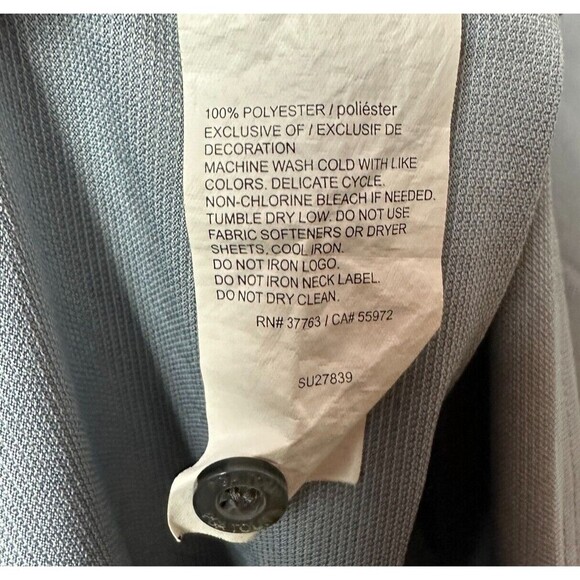 100% POLYESTER / poliéster
EXCLUSIVE OF / EXCLUSIF DE
DECORATION
MACHINE WASH COLD WITH LIKE
COLORS. DELICATE CYCLE.
NON-CHLORINE BLEACH IF NEEDED.
TUMBLE DRY LOW. DO NOT USE
FABRIC SOFTENERS OR DRYER
SHEETS. COOL IRON.
DO NOT IRON LOGO.
DO NOT IRON NECK LABEL.
DO NOT DRY CLEAN.
RN# 37763 / CA# 55972
SU27839
PGA TOUR